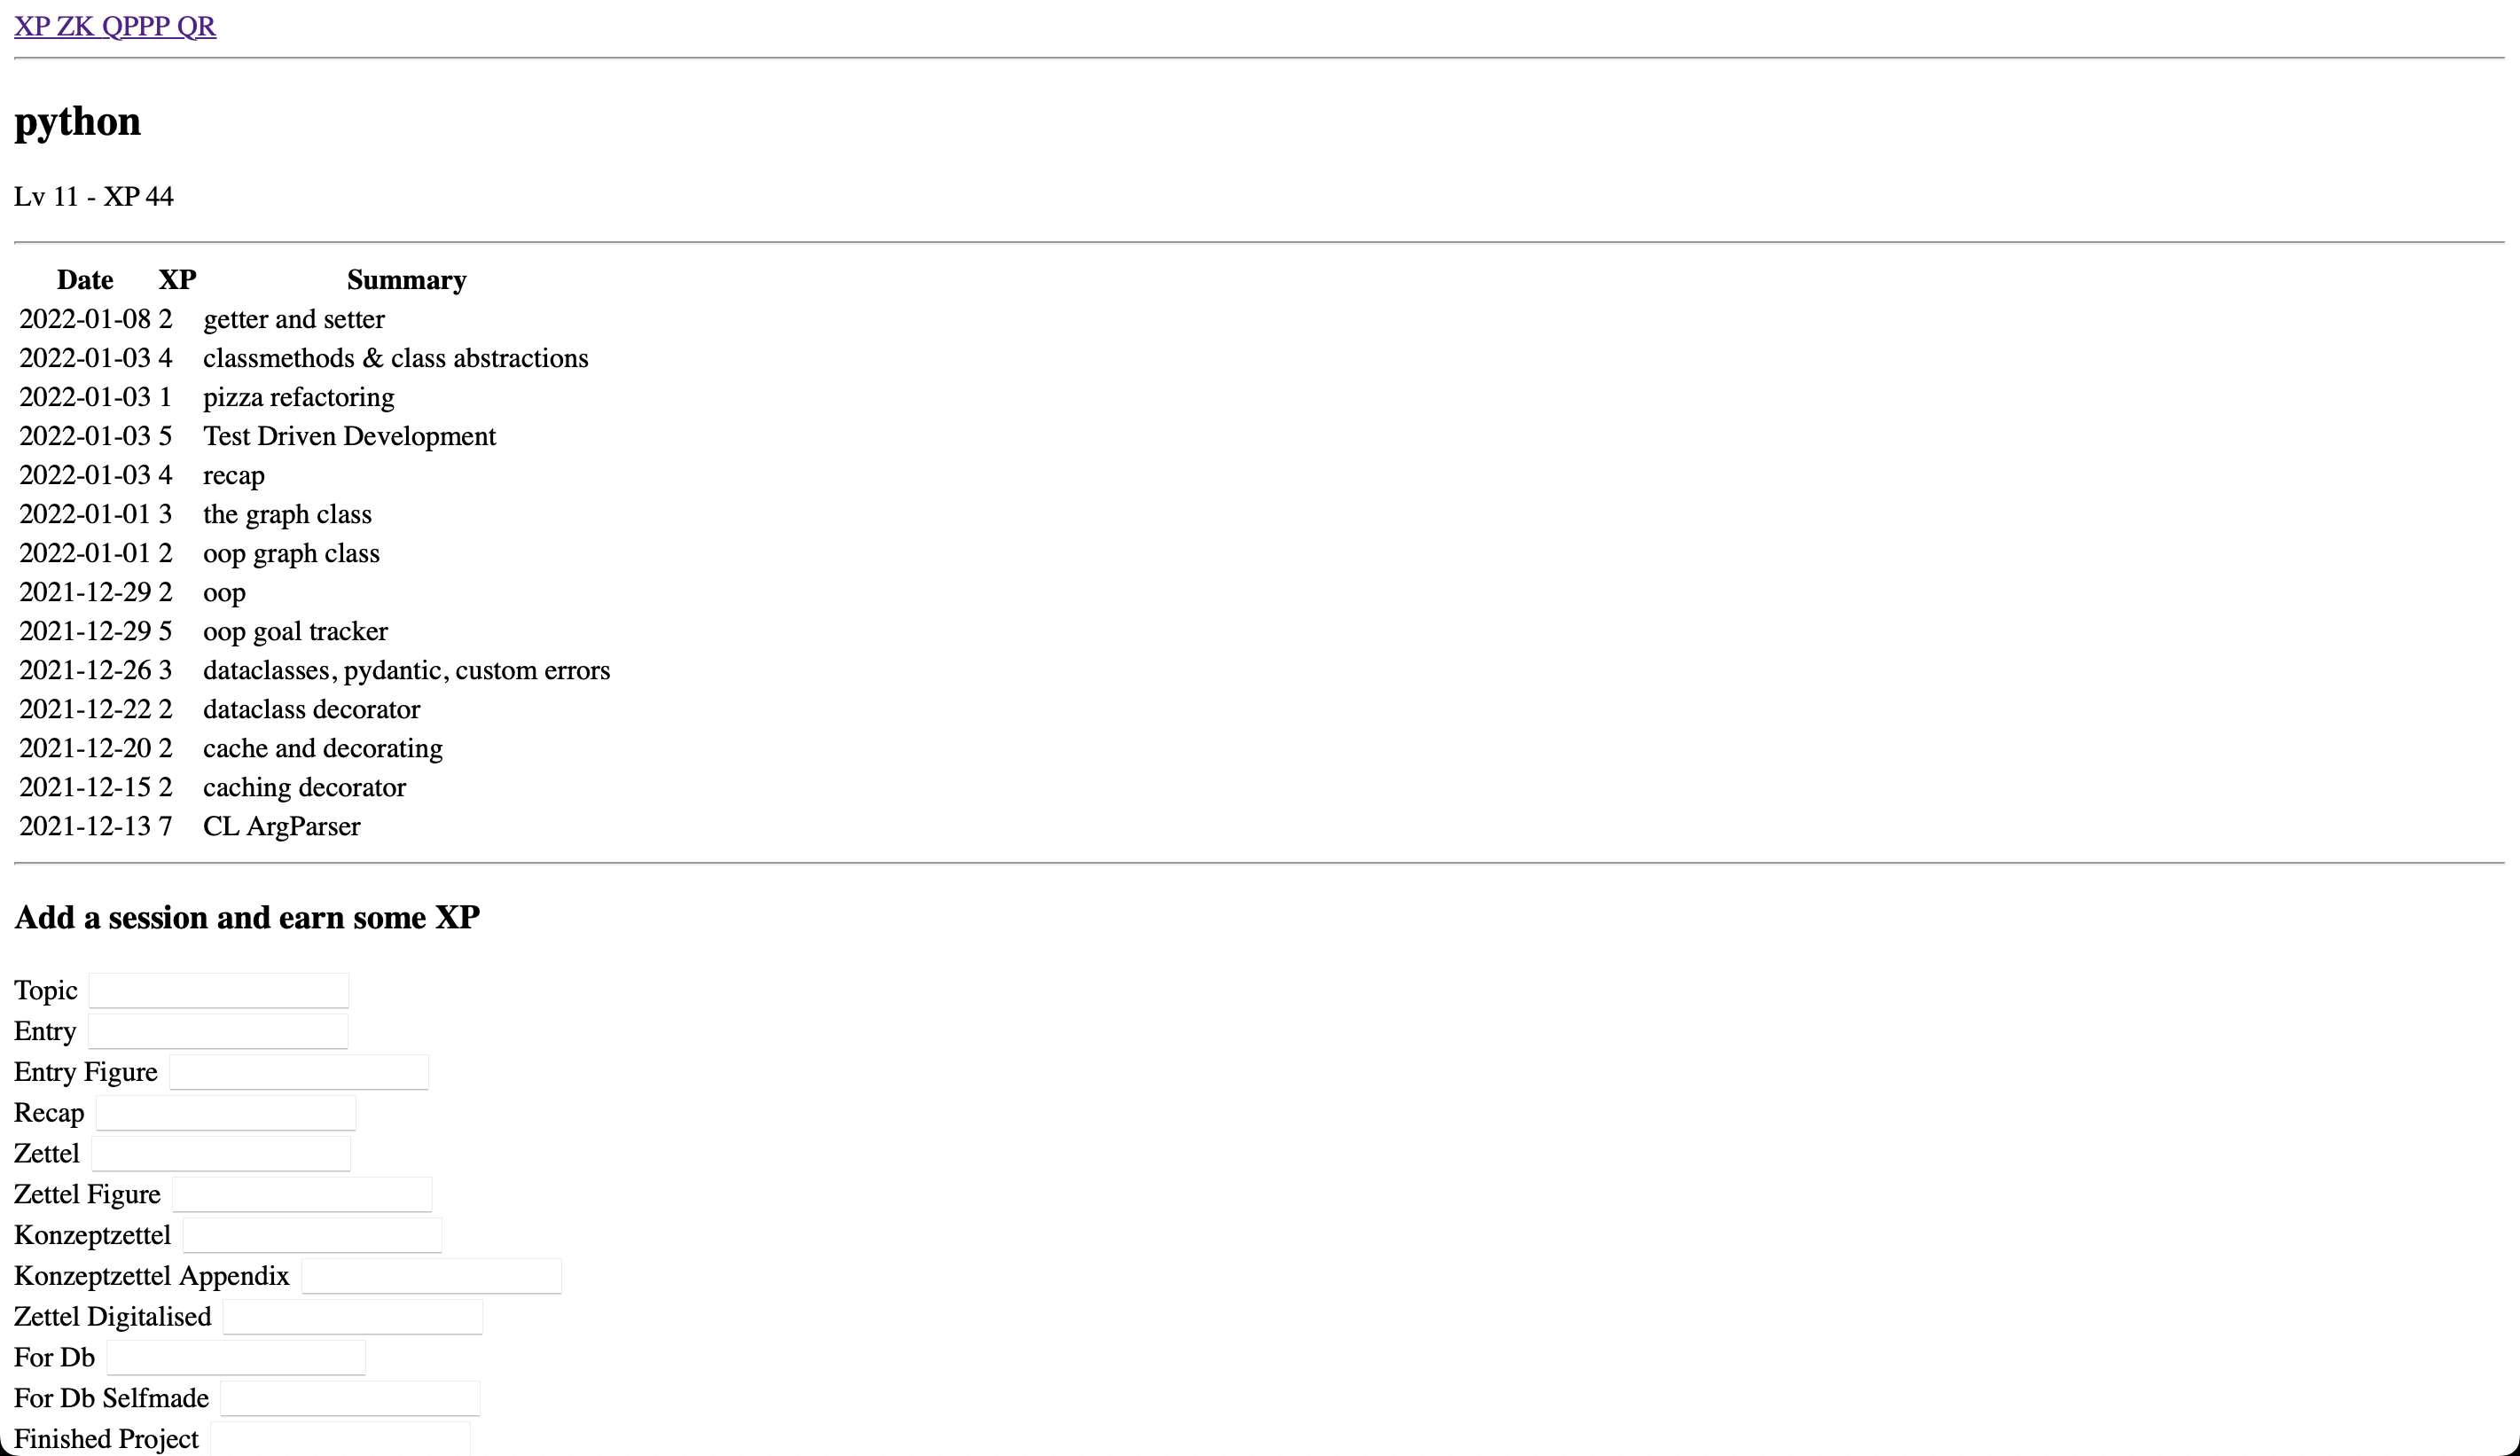 XP ZK QPPP QR
python
Lv 11 - XP 44
Date XP Summary
2022-01-08 2 getter and setter
2022-01-03 4 classmethods & class abstractions
2022-01-03 1 pizza refactoring
2022-01-03 5 Test Driven Development
2022-01-03 4 recap
2022-01-01 3 the graph class
2022-01-01 2 oop graph class
2021-12-29 2 oop
2021-12-29 5 oop goal tracker
2021-12-26 3 dataclasses, pydantic, custom errors
2021-12-22 2 dataclass decorator
2021-12-20 2 cache and decorating
2021-12-15 2 caching decorator
2021-12-13 7 CL ArgParser
Add a session and earn some XP
Topic
Entry
Entry Figure
Recap
Zettel
Zettel Figure
Konzeptzettel
Konzeptzettel Appendix
Zettel Digitalised
For Db
For Db Selfmade
Finished Project